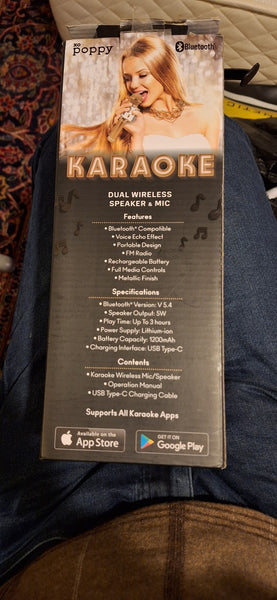 xo
poppy
Bluetooth®
KARAOKE
DUAL WIRELESS
SPEAKER & MIC
Features
• Bluetooth® Compatible
• Voice Echo Effect
• Portable Design
• FM Radio
• Rechargeable Battery
• Full Media Controls
• Metallic Finish
Specifications
• Bluetooth® Version: V 5.4
• Speaker Output: 5W
• Play Time: Up To 3 hours
• Power Supply: Lithium-ion
• Battery Capacity: 1200mAh
• Charging Interface: USB Type-C
Contents
• Karaoke Wireless Mic/Speaker
• Operation Manual
• USB Type-C Charging Cable
Supports All Karaoke Apps
Available on the
App Store
GET IT ON
Google Play